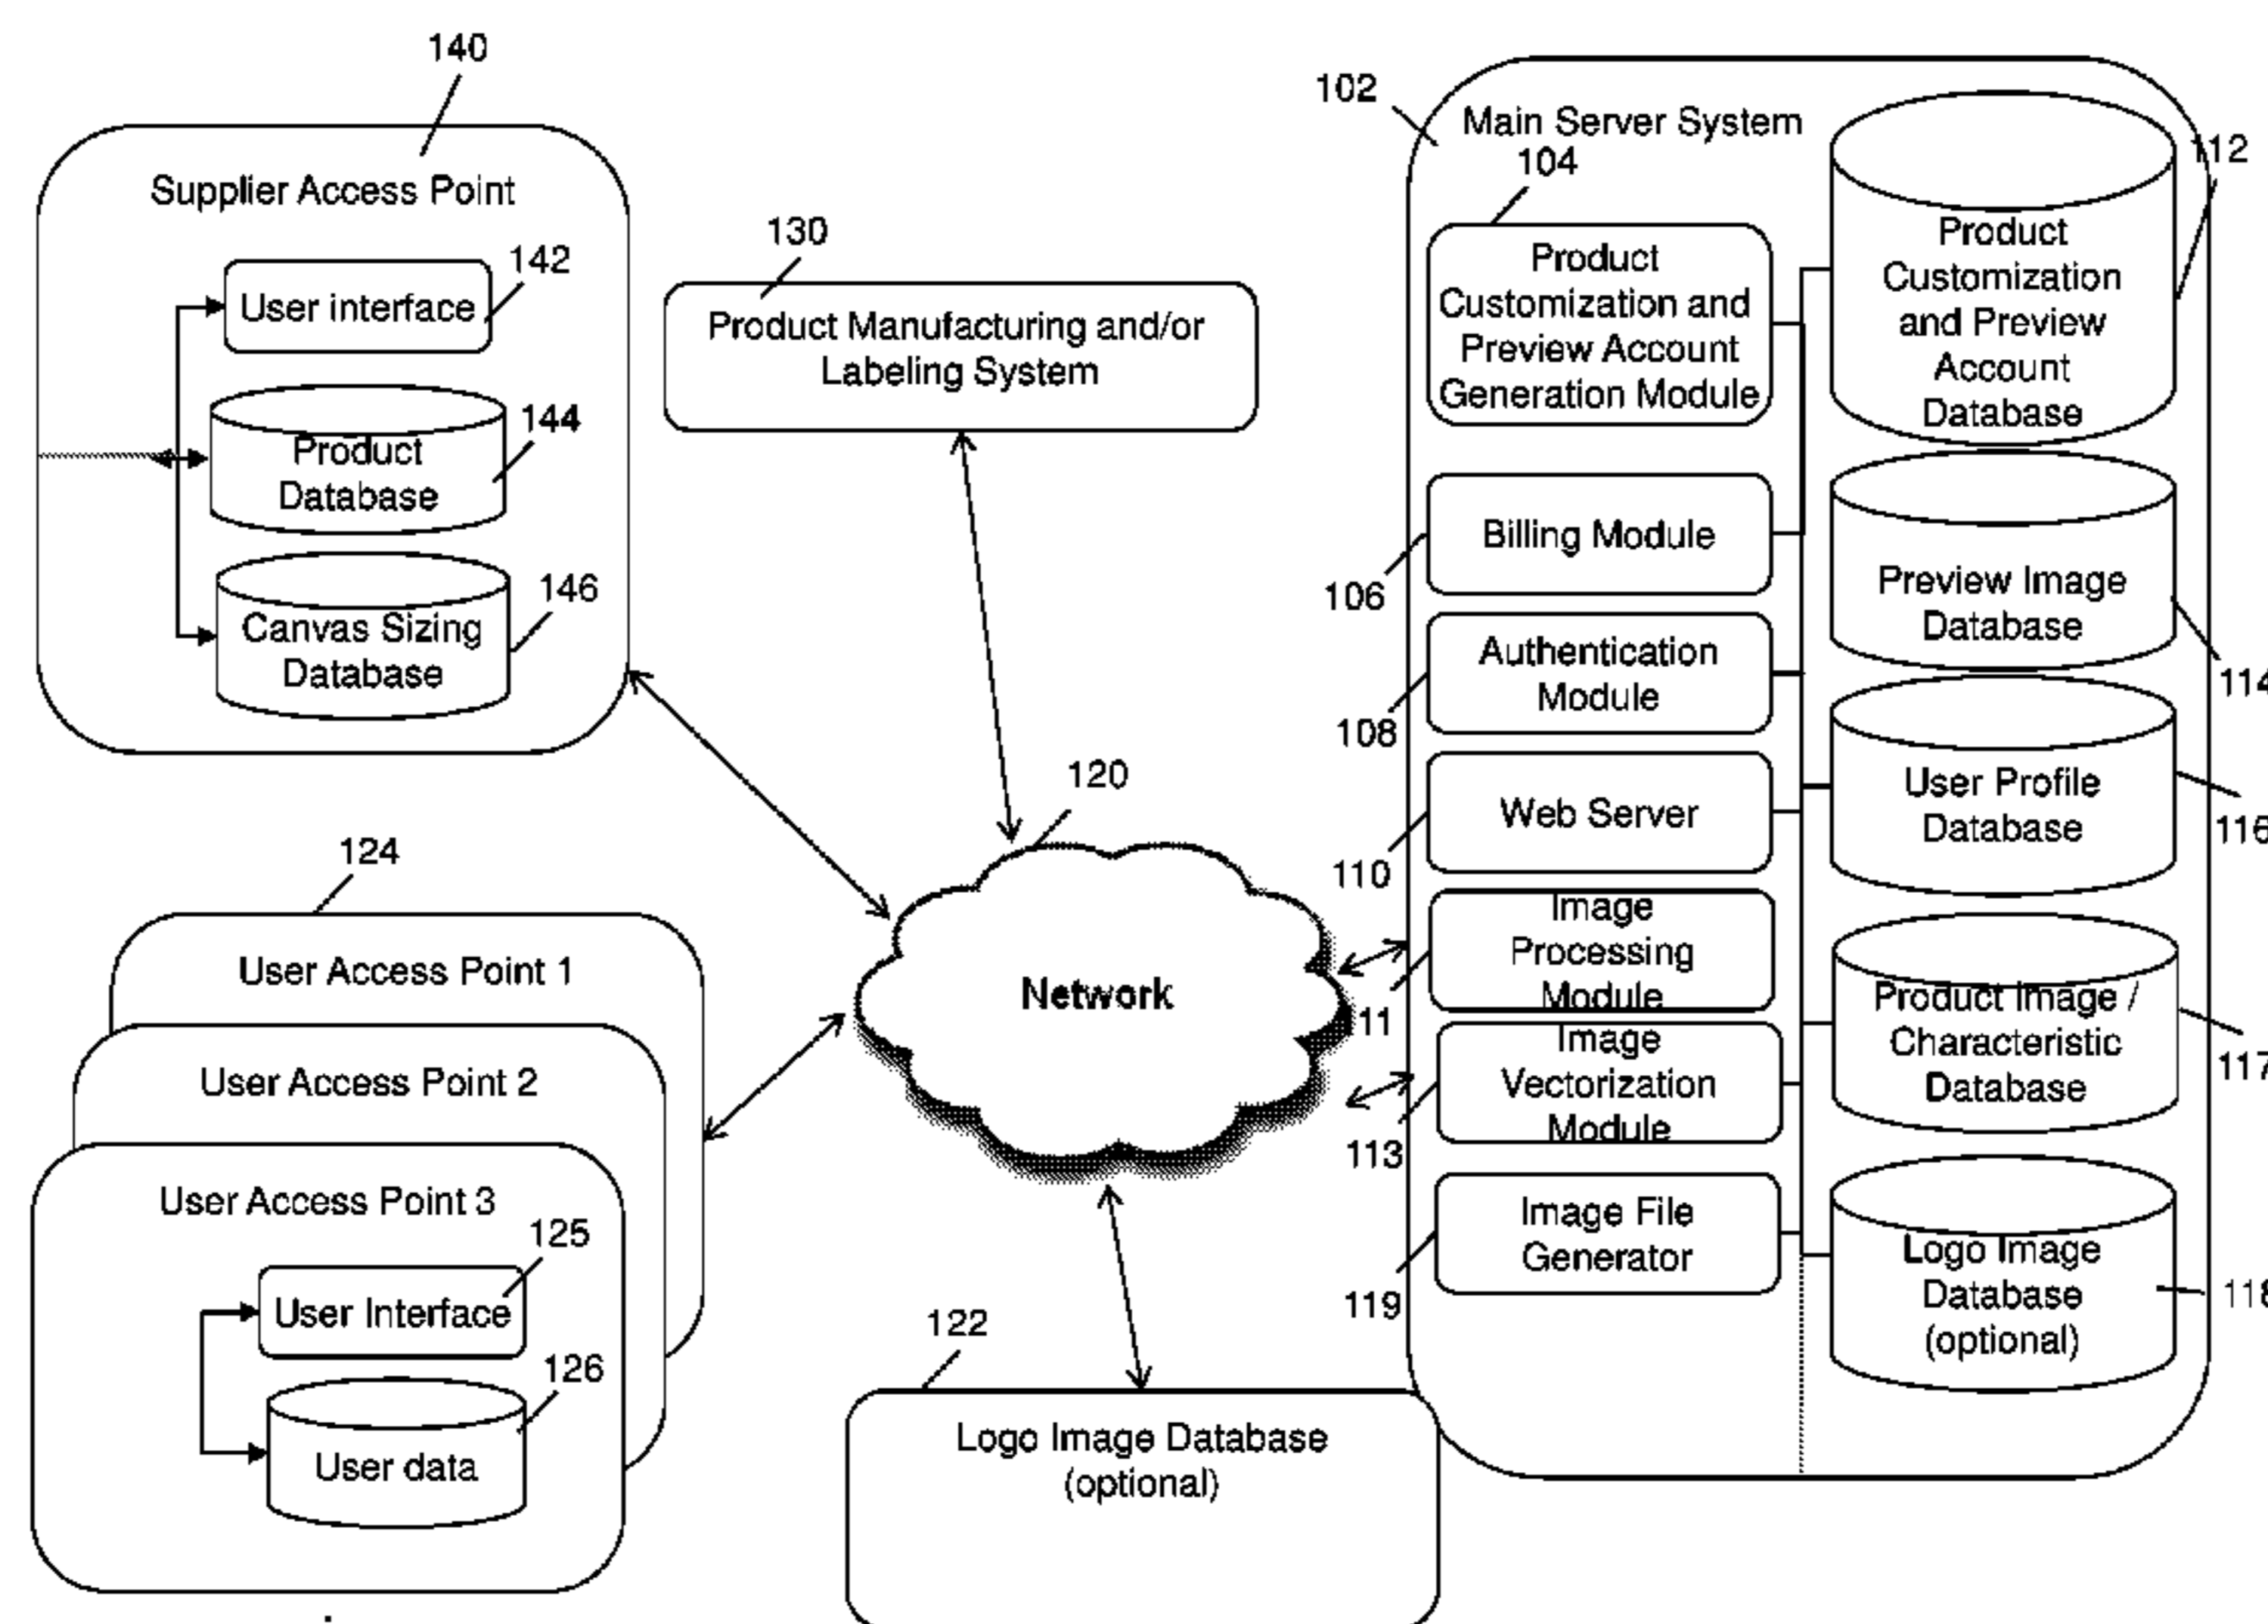 140
Supplier Access Point
142
User interface
144
Product
Database
146
Canvas Sizing
Database
130
Product Manufacturing and/or
Labeling System
120
Network
124
User Access Point 1
User Access Point 2
User Access Point 3
125
User Interface
126
User data
122
Logo Image Database
(optional)
102
Main Server System
104
Product
Customization and
Preview Account
Generation Module
106
Billing Module
108
Authentication
Module
110
Web Server
11
Image
Processing
Module
113
Image
Vectorization
Module
119
Image File
Generator
112
Product
Customization
and Preview
Account
Database
114
Preview Image
Database
116
User Profile
Database
117
Product Image /
Characteristic
Database
118
Logo Image
Database
(optional)